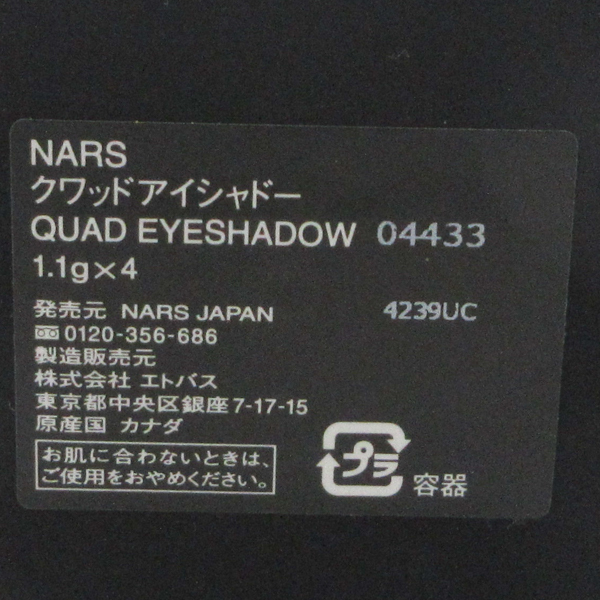 NARS
クワッドアイシャドー
QUAD EYESHADOW 04433
1.1g×4
発売元 NARS JAPAN 4239UC
0120-356-686
製造販売元
株式会社 エトバス
東京都中央区銀座7-17-15
原産国 カナダ
お肌に合わないときは、
ご使用をおやめください。
プラ
容器